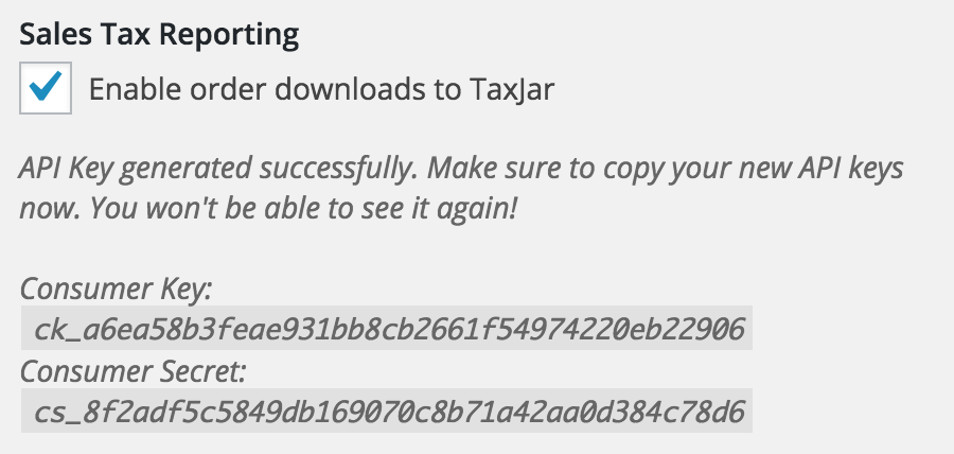 Sales Tax Reporting
Enable order downloads to TaxJar
API Key generated successfully. Make sure to copy your new API keys
now. You won't be able to see it again!
Consumer Key:
ck_a6ea58b3feae931bb8cb2661f54974220eb22906
Consumer Secret:
cs_8f2adf5c5849db169070c8b71a42aa0d384c78d6